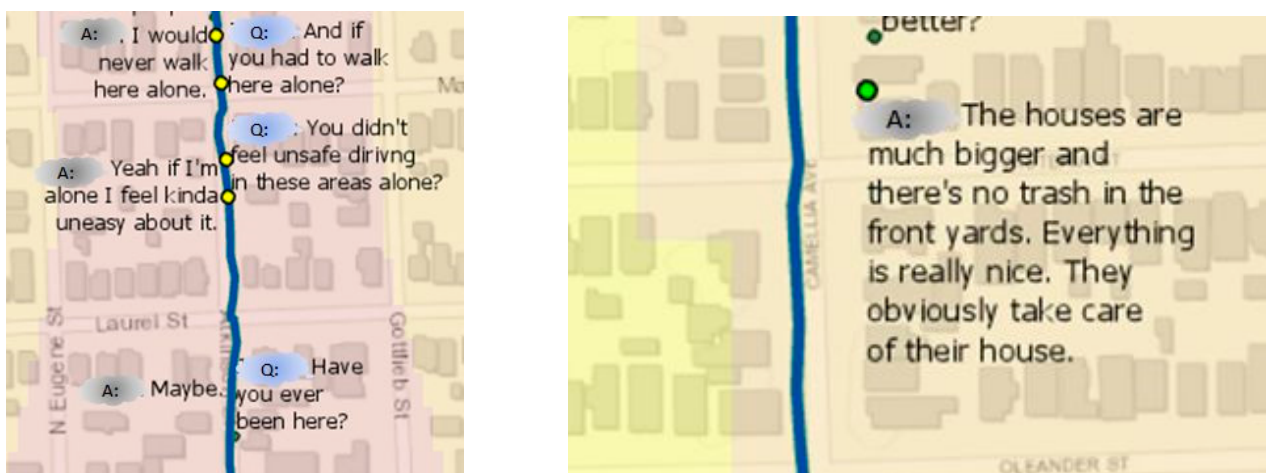 A: . I would
never walk
here alone.
Q: And if
you had to walk
here alone?
Q: : You didn't
feel unsafe dirivng
in these areas alone?
A: Yeah if I'm
alone I feel kinda
uneasy about it.
Laurel St
N Eugene St
Gottlieb St
Q: Have
you ever
been here?
A: Maybe.
better?
A: The houses are
much bigger and
there's no trash in the
front yards. Everything
is really nice. They
obviously take care
of their house.
CAMELLIA AVE
OLEANDER ST